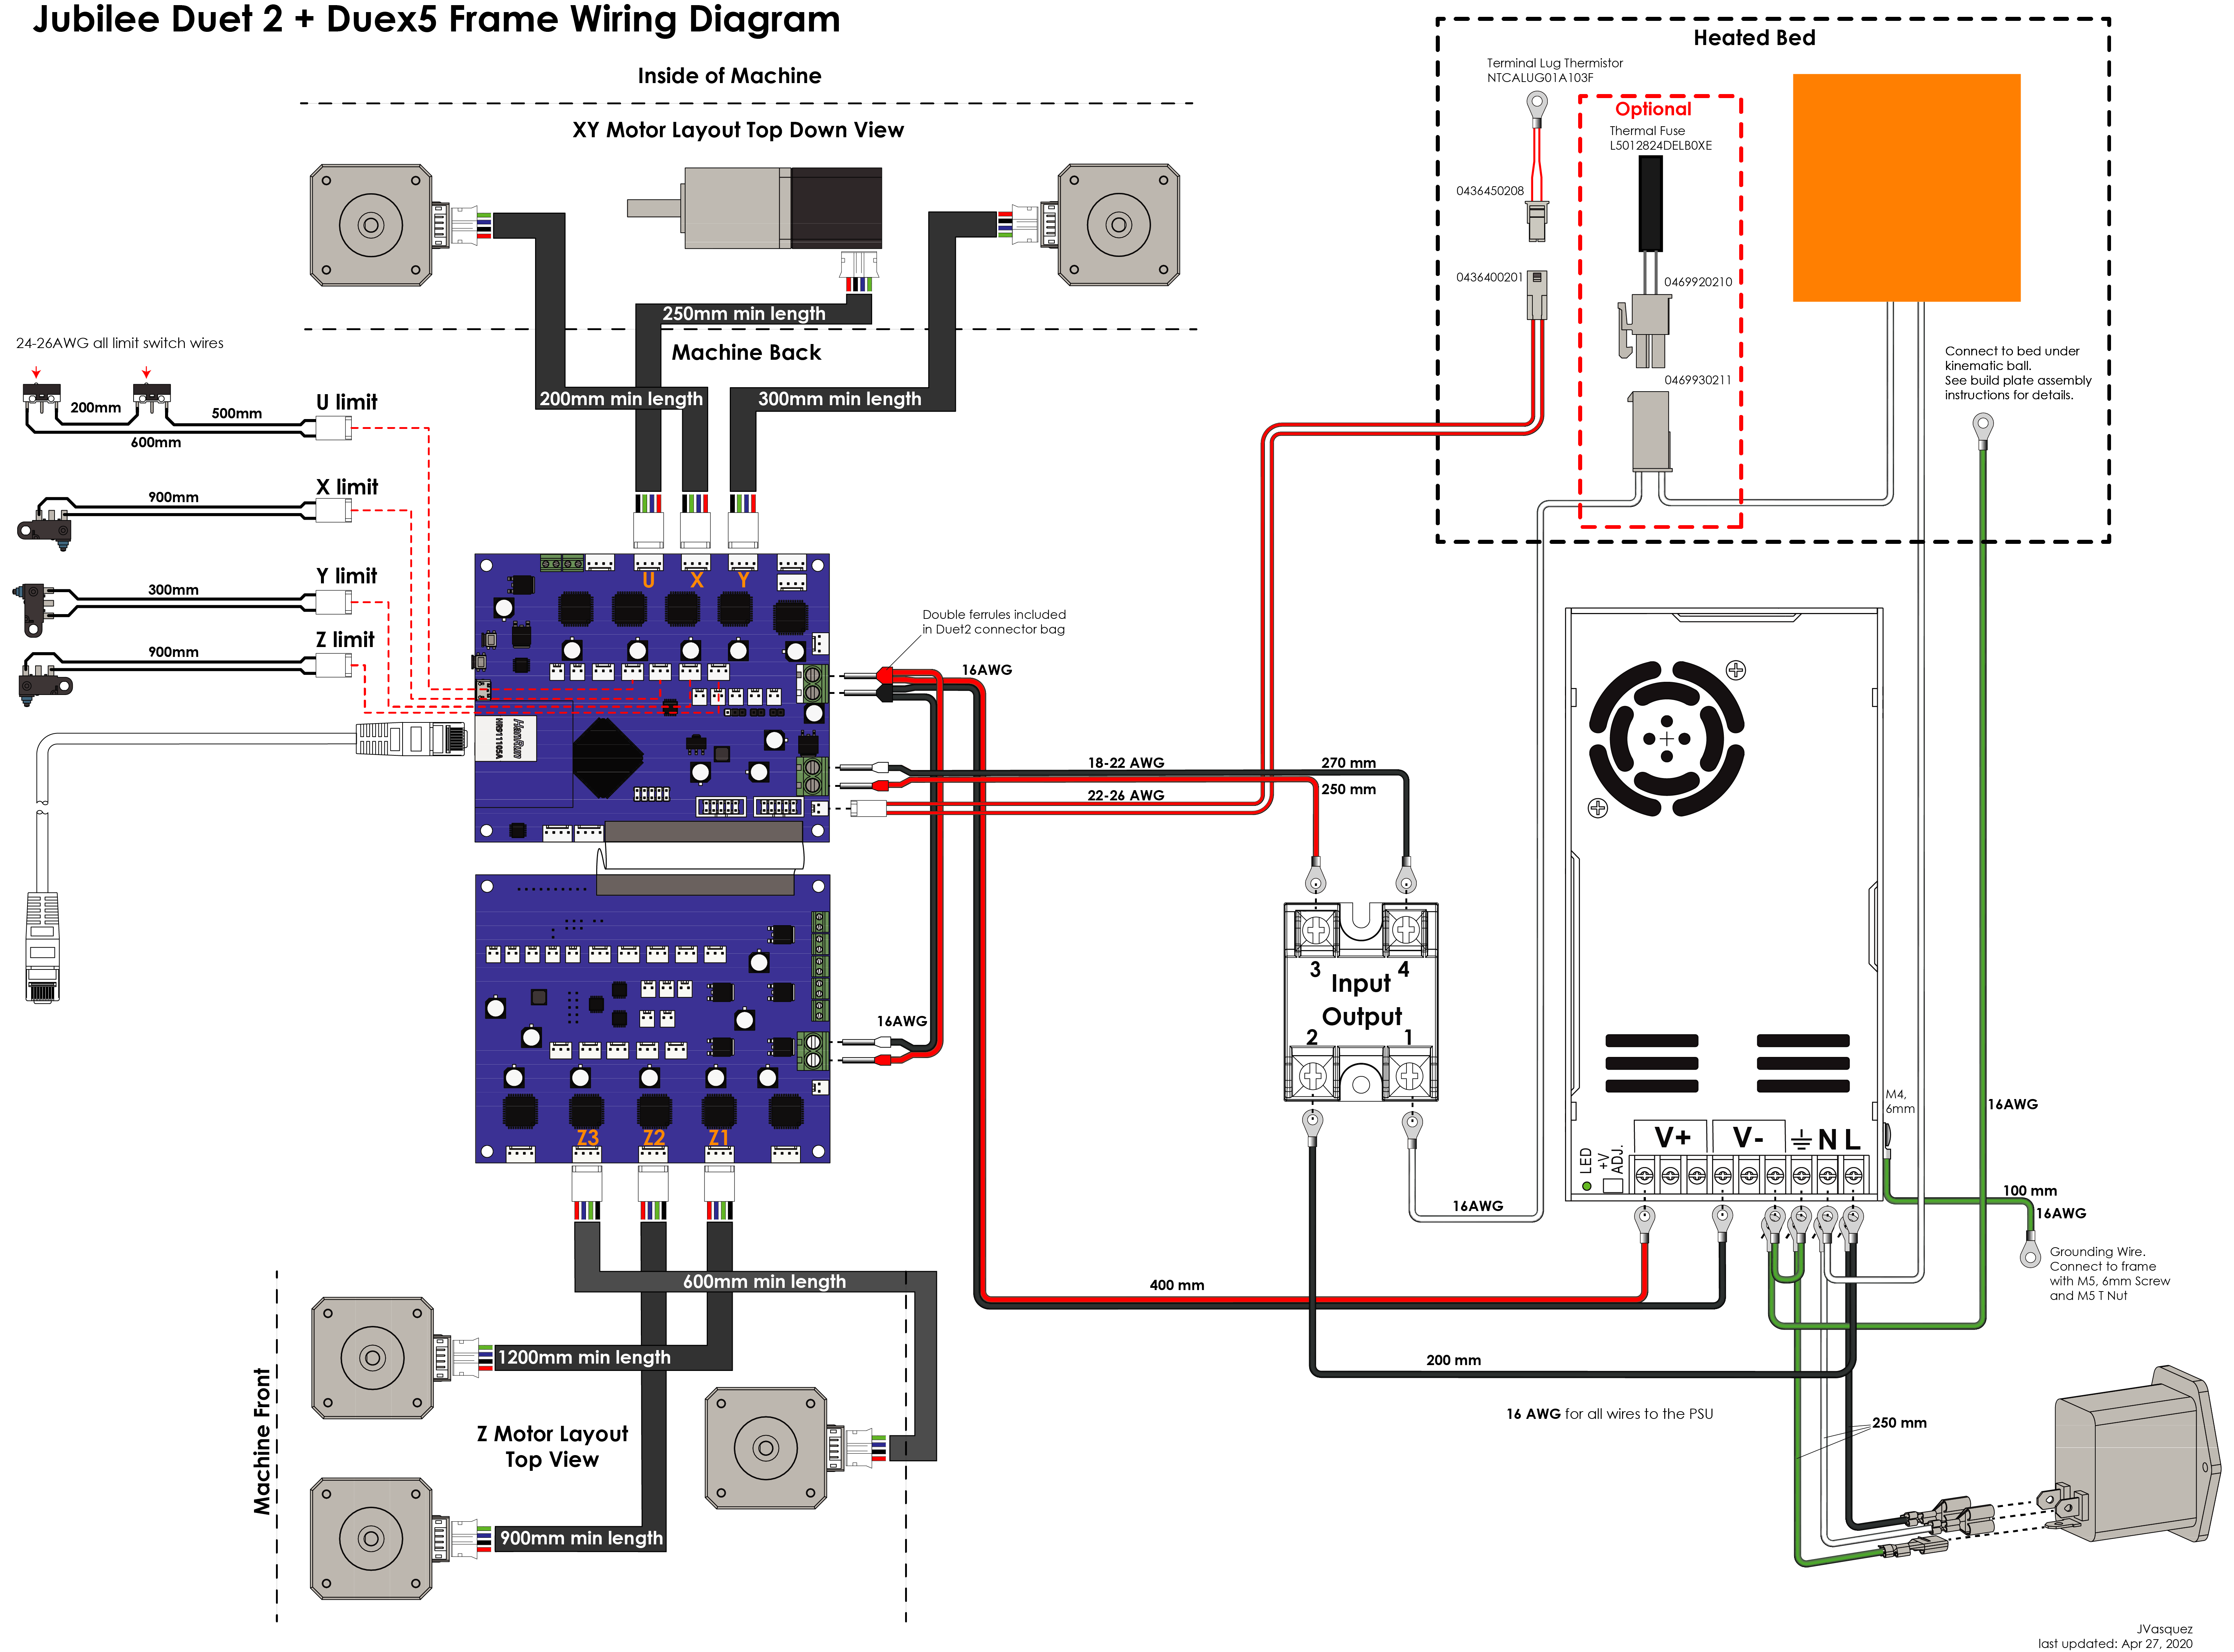 Jubilee Duet 2 + Duex5 Frame Wiring Diagram
Inside of Machine
XY Motor Layout Top Down View
250mm min length
Machine Back
200mm min length
300mm min length
24-26AWG all limit switch wires
200mm
500mm
600mm
U limit
900mm
X limit
300mm
Y limit
900mm
Z limit
U
X
Y
HanRun
HR911105A
Double ferrules included
in Duet2 connector bag
16AWG
18-22 AWG
270 mm
250 mm
22-26 AWG
16AWG
Z3
Z2
Z1
600mm min length
1200mm min length
900mm min length
Machine Front
Z Motor Layout
Top View
Heated Bed
Terminal Lug Thermistor
NTCALUG01A103F
0436450208
0436400201
Optional
Thermal Fuse
L5012824DELB0XE
0469920210
0469930211
Connect to bed under
kinematic ball.
See build plate assembly
instructions for details.
3
4
Input
Output
2
1
16AWG
400 mm
200 mm
LED
+V
ADJ.
V+
V-
N
L
M4,
6mm
16AWG
100 mm
16AWG
Grounding Wire.
Connect to frame
with M5, 6mm Screw
and M5 T Nut
16 AWG for all wires to the PSU
250 mm
JVasquez
last updated: Apr 27, 2020